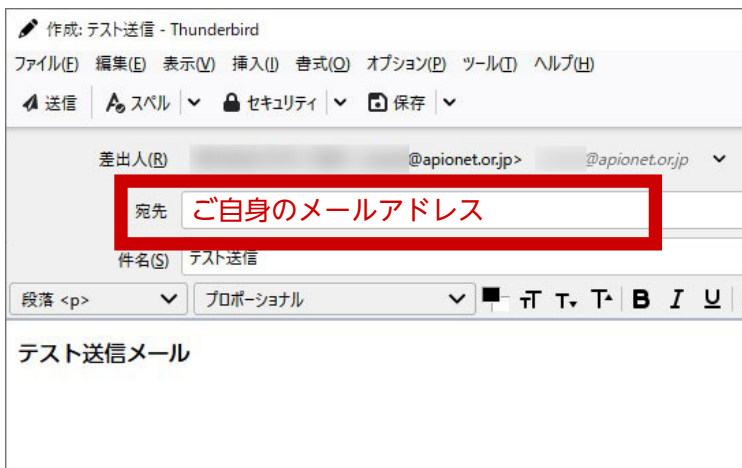 作成: テスト送信 - Thunderbird
ファイル(F) 編集(E) 表示(V) 挿入(I) 書式(O) オプション(P) ツール(T) ヘルプ(H)
送信 スペル セキュリティ 保存
差出人(R) @apionet.or.jp> @apionet.or.jp
宛先 ご自身のメールアドレス
件名(S) テスト送信
段落 <p> プロポーショナル B I U
テスト送信メール